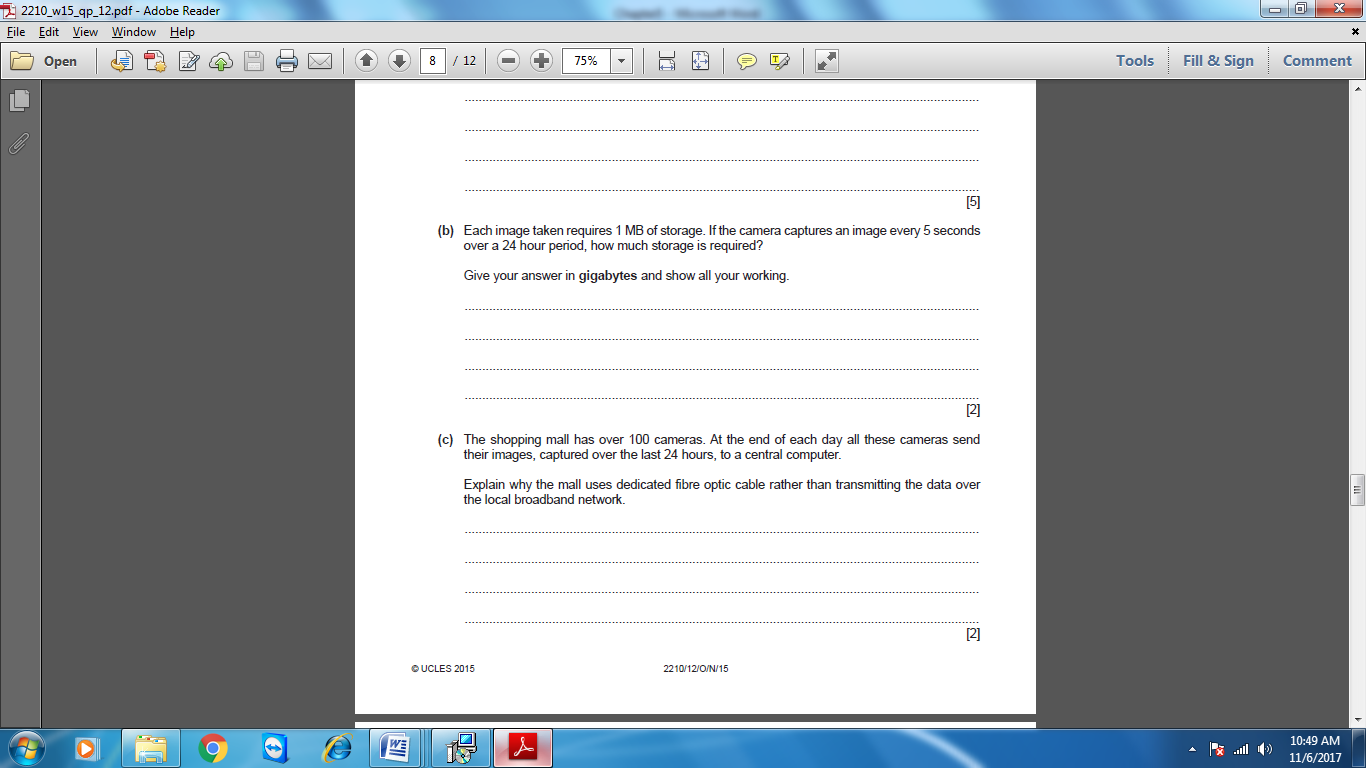 2210_w15_qp_12.pdf - Adobe Reader
File Edit View Window Help
Open 8 / 12 75% Tools Fill & Sign Comment
[5]
(b) Each image taken requires 1 MB of storage. If the camera captures an image every 5 seconds
over a 24 hour period, how much storage is required?
Give your answer in gigabytes and show all your working.
[2]
(c) The shopping mall has over 100 cameras. At the end of each day all these cameras send
their images, captured over the last 24 hours, to a central computer.
Explain why the mall uses dedicated fibre optic cable rather than transmitting the data over
the local broadband network.
[2]
© UCLES 2015 2210/12/O/N/15
10:49 AM
11/6/2017